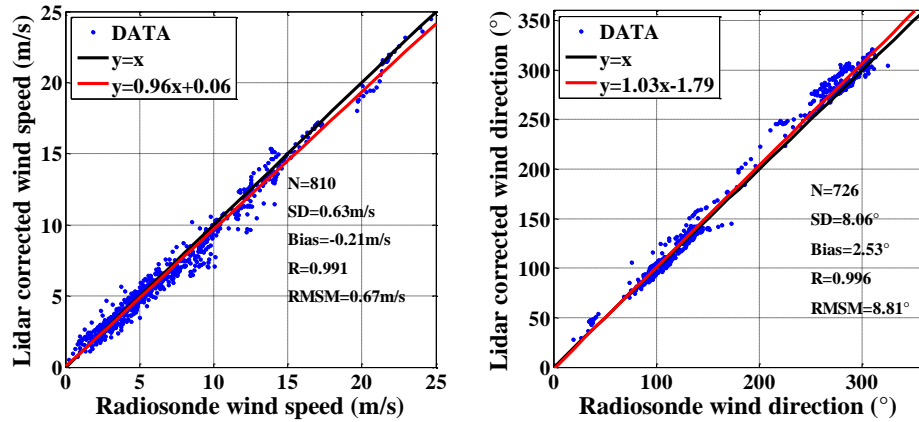 Lidar corrected wind speed (m/s)
25
20
15
10
5
0
DATA
y=x
y=0.96x+0.06
N=810
SD=0.63m/s
Bias=-0.21m/s
R=0.991
RMSM=0.67m/s
0 5 10 15 20 25
Radiosonde wind speed (m/s)
Lidar corrected wind direction (°)
350
300
250
200
150
100
50
0
DATA
y=x
y=1.03x-1.79
N=726
SD=8.06°
Bias=2.53°
R=0.996
RMSM=8.81°
0 100 200 300
Radiosonde wind direction (°)